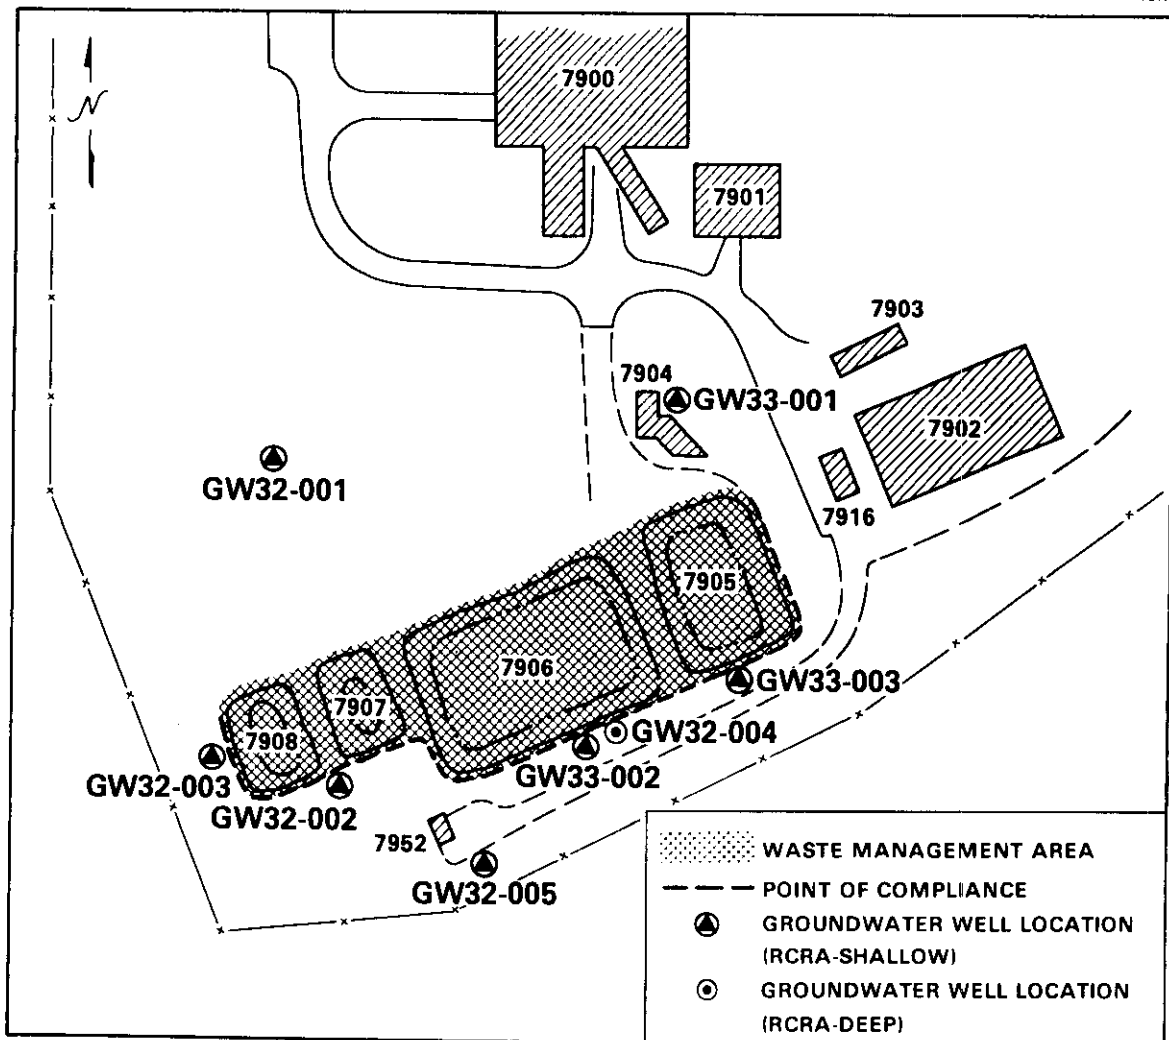 N
7900
7901
7903
7904
GW33-001
7902
GW32-001
7916
7905
7906
GW33-003
7907
7908
GW32-004
GW33-002
GW32-003
GW32-002
7952
GW32-005
WASTE MANAGEMENT AREA
POINT OF COMPLIANCE
GROUNDWATER WELL LOCATION
(RCRA-SHALLOW)
GROUNDWATER WELL LOCATION
(RCRA-DEEP)